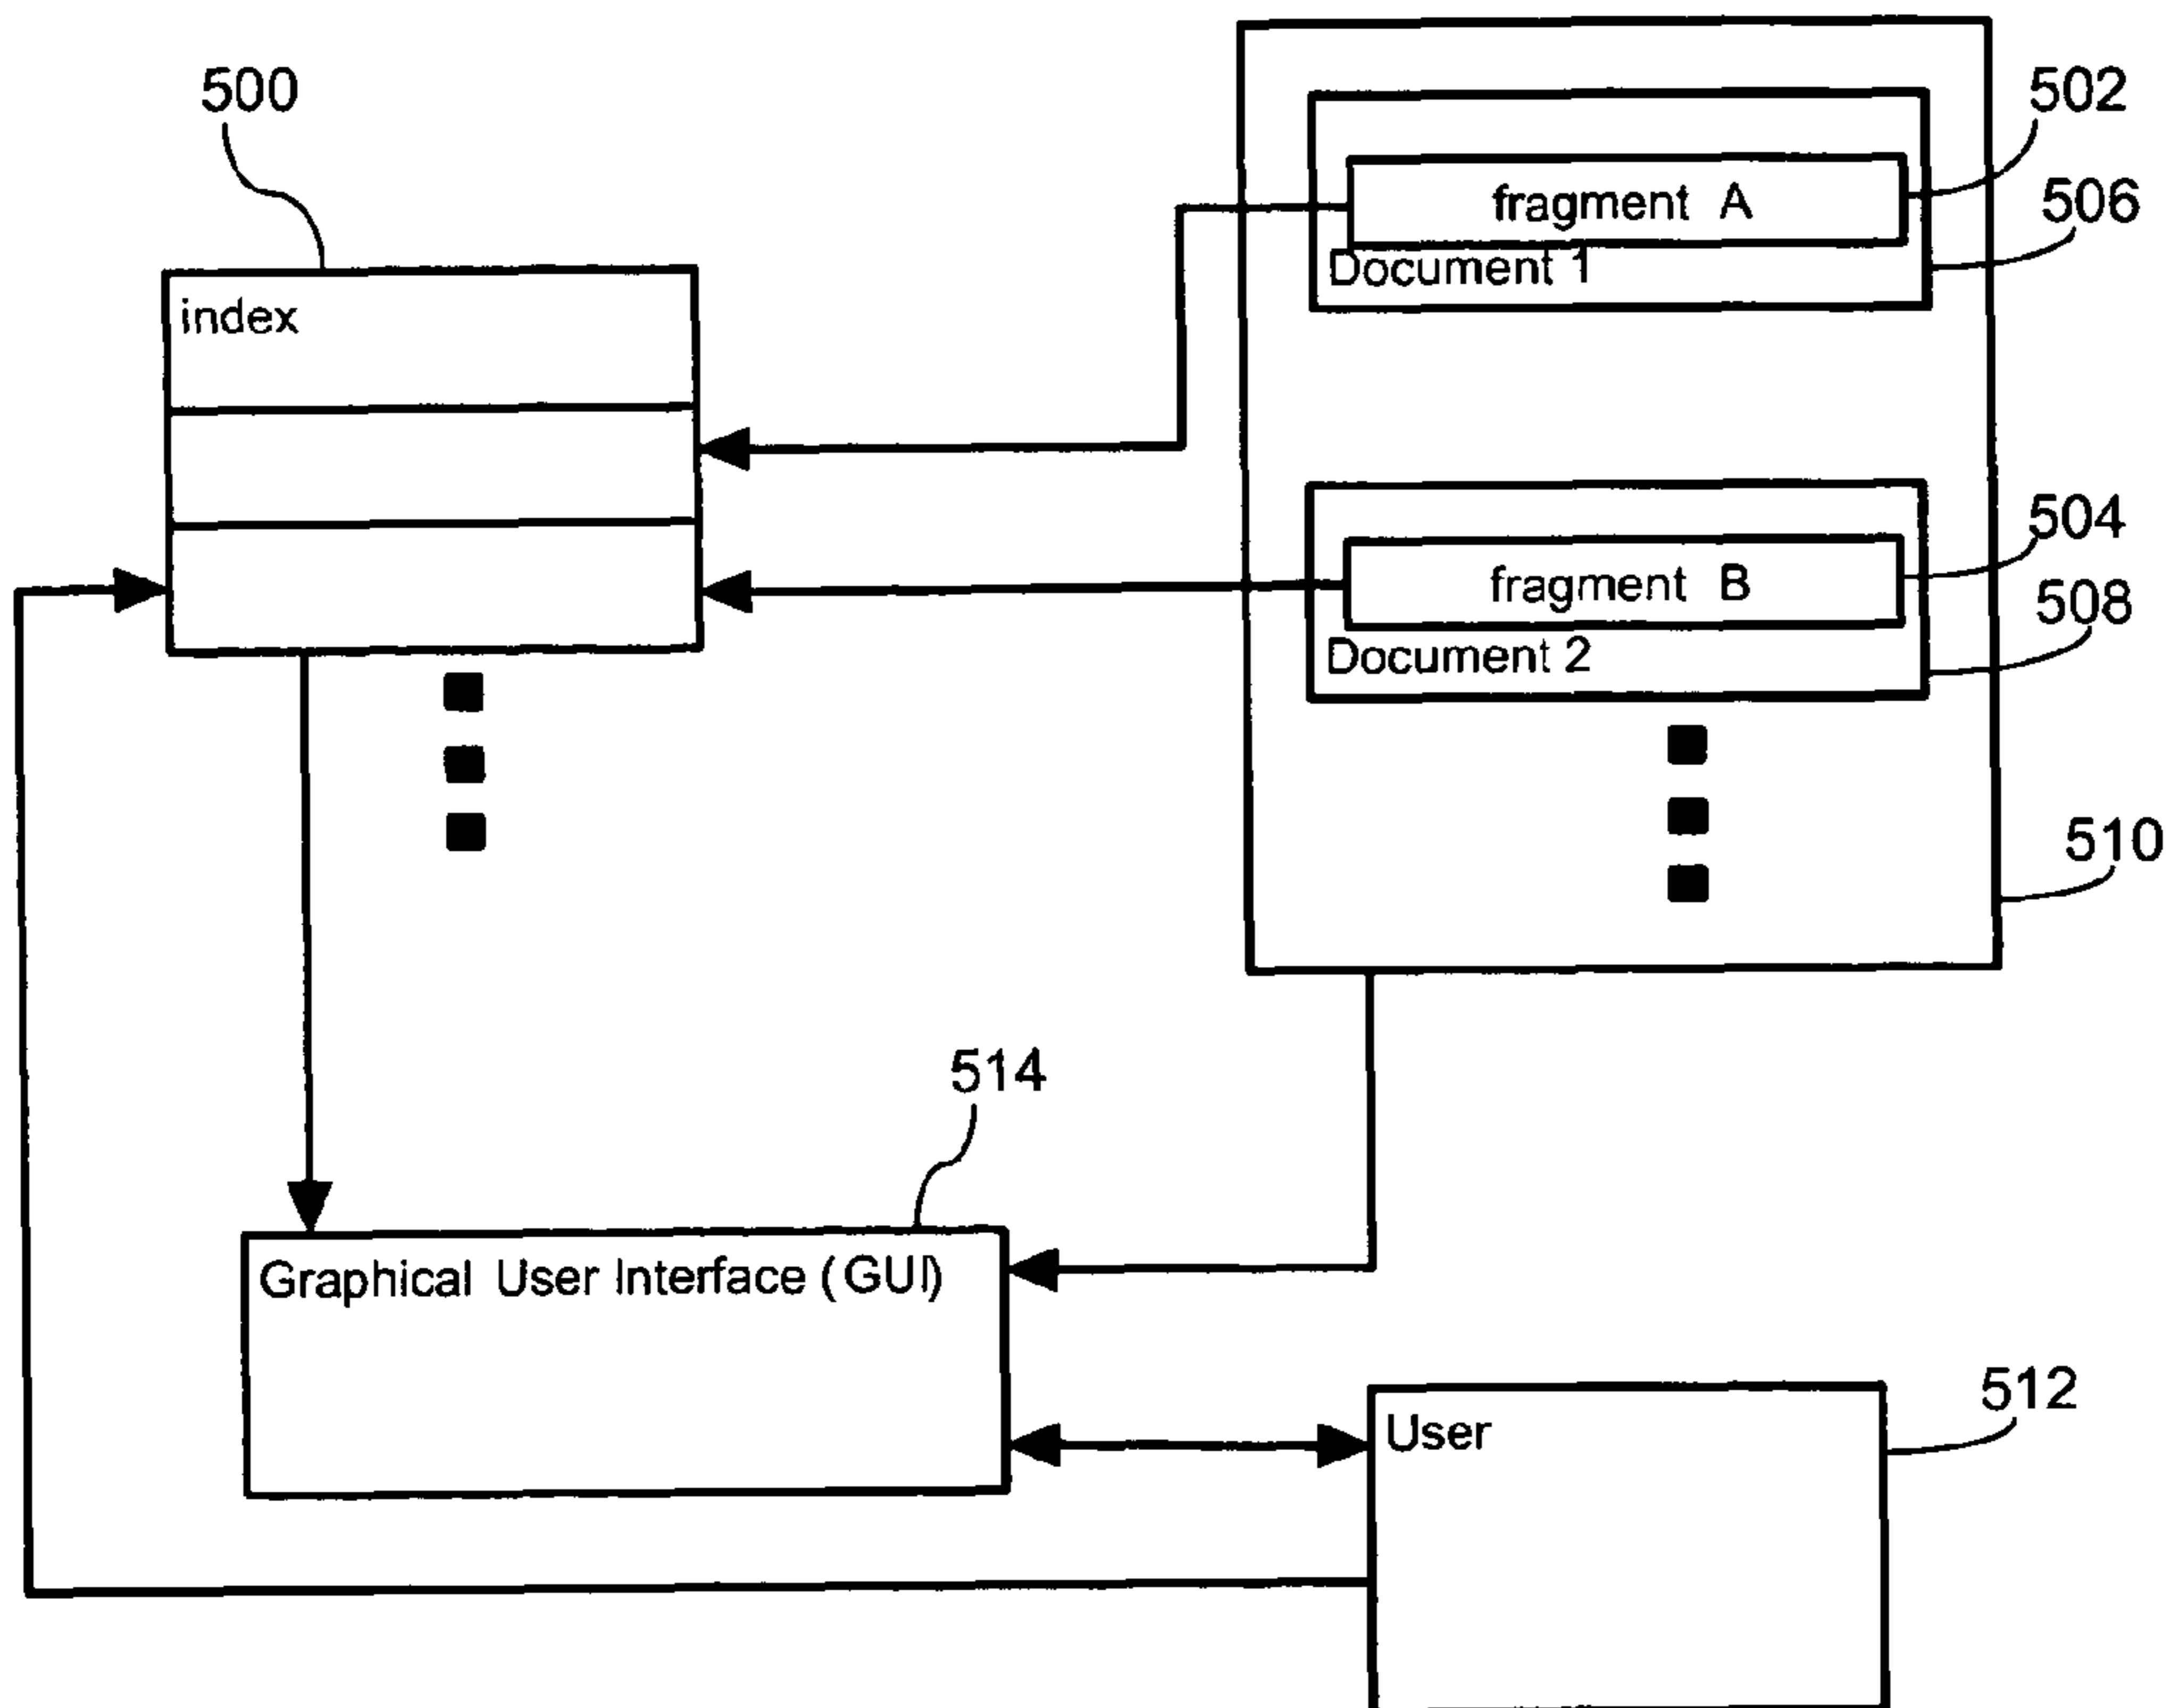 500
502
fragment A
506
Document 1
index
504
fragment B
508
Document 2
510
514
Graphical User Interface (GUI)
512
User